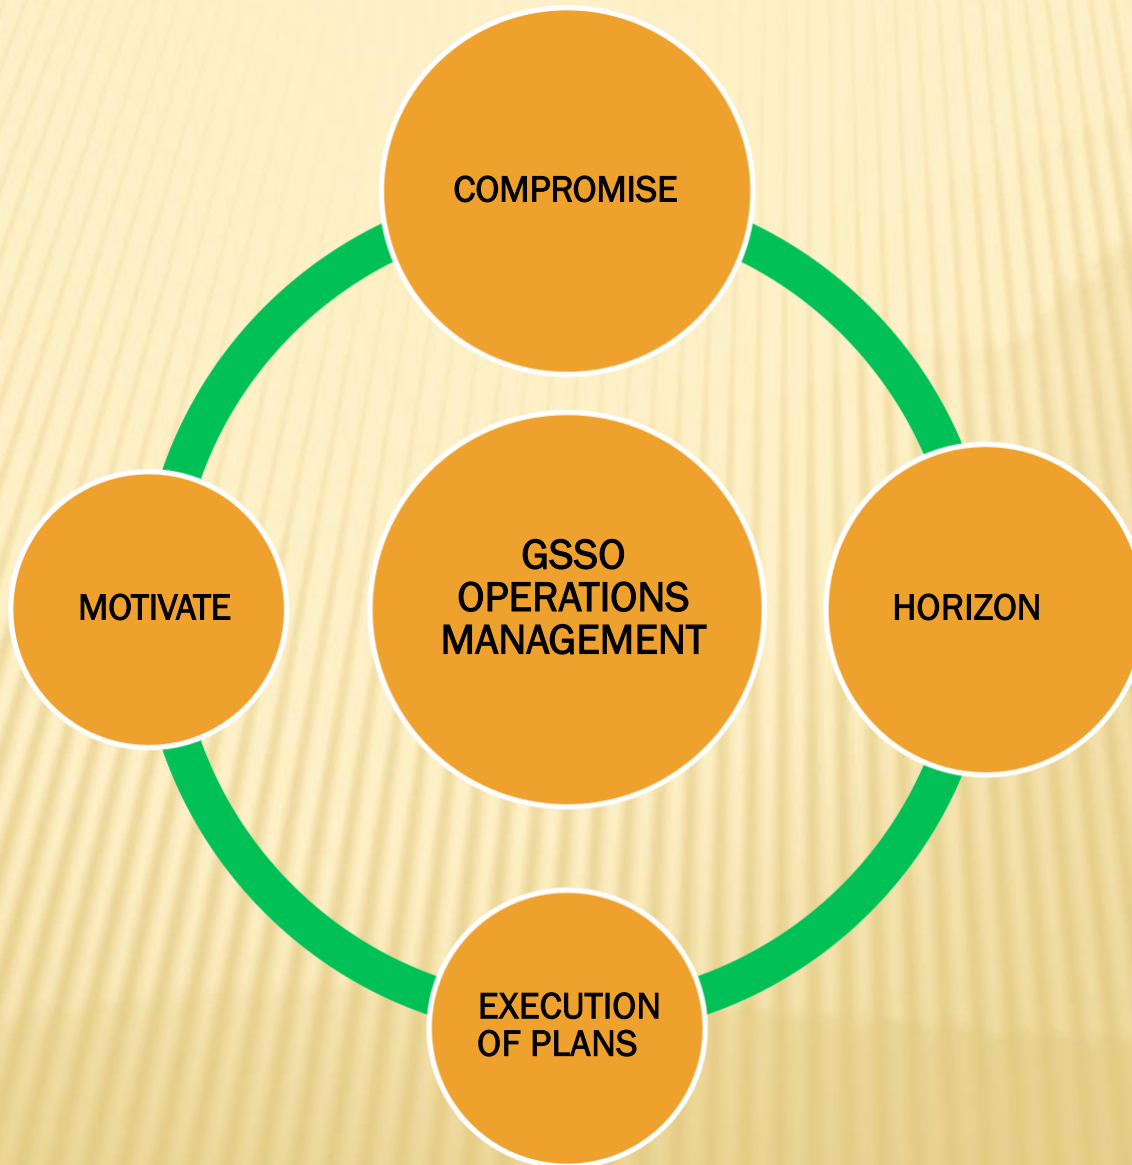 COMPROMISE
GSSO
OPERATIONS
MANAGEMENT
MOTIVATE
HORIZON
EXECUTION
OF PLANS